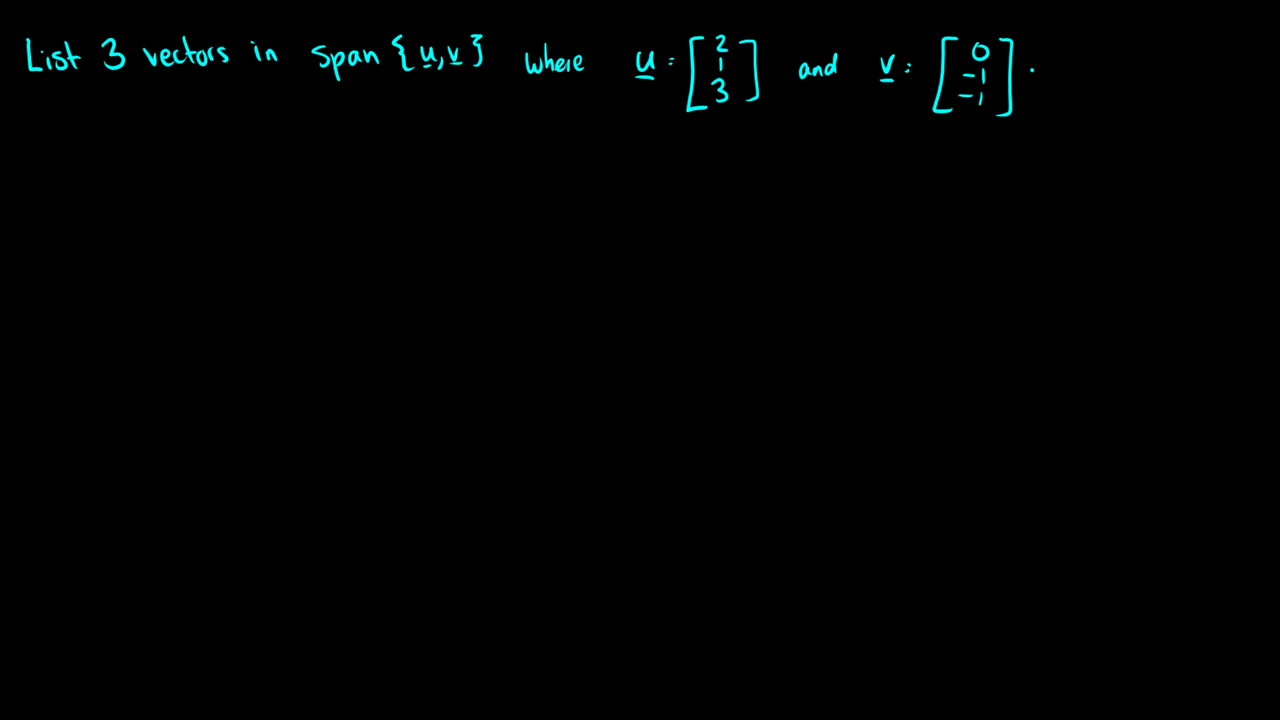 List 3 vectors in span {u, v} where u = [2 1 3] and v = [0 -1 -1].